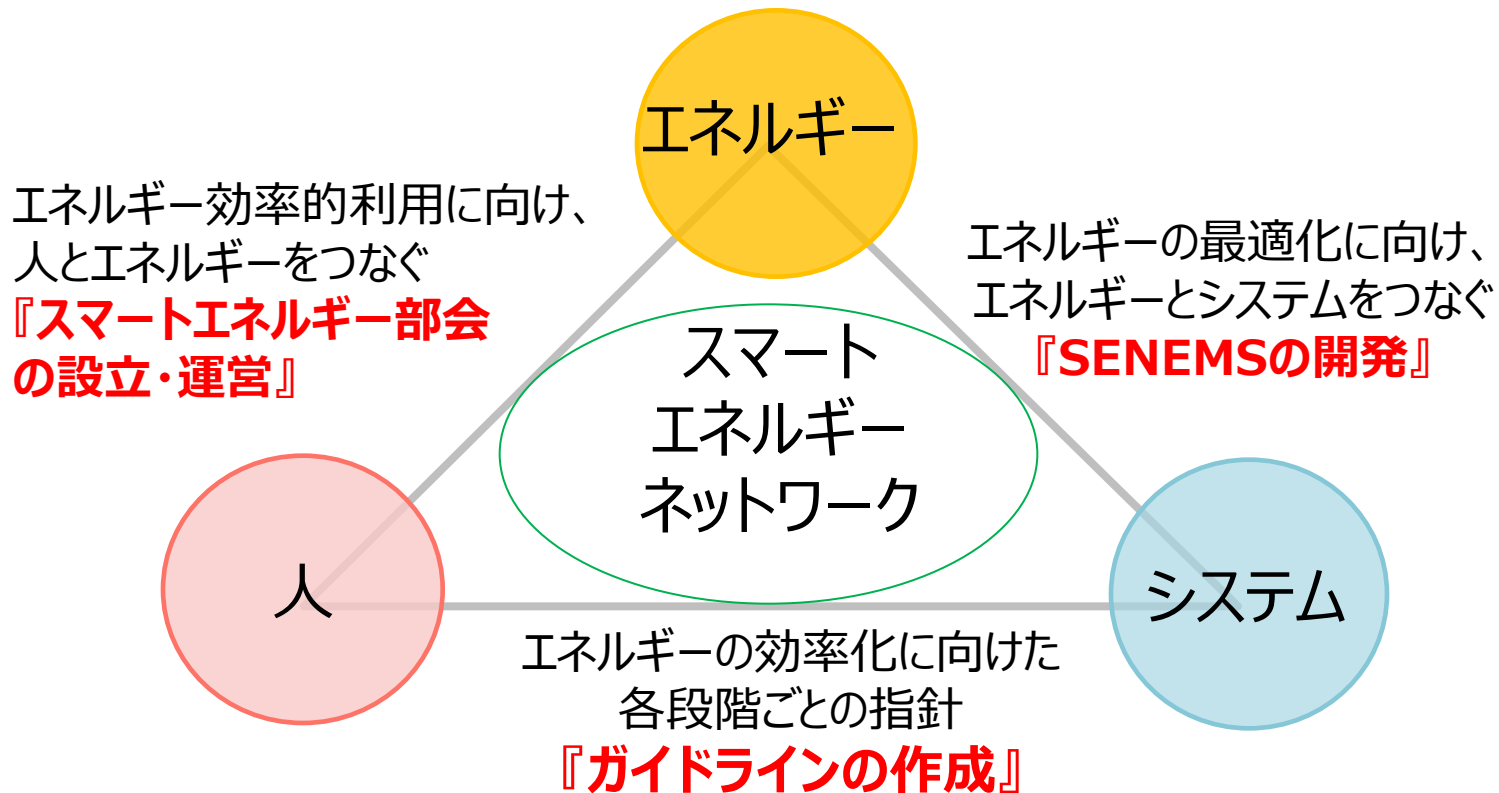 エネルギー
エネルギー効率的利用に向け、
人とエネルギーをつなぐ
『スマートエネルギー部会
の設立・運営』
エネルギーの最適化に向け、
エネルギーとシステムをつなぐ
『SENEMSの開発』
スマート
エネルギー
ネットワーク
人
システム
エネルギーの効率化に向けた
各段階ごとの指針
『ガイドラインの作成』